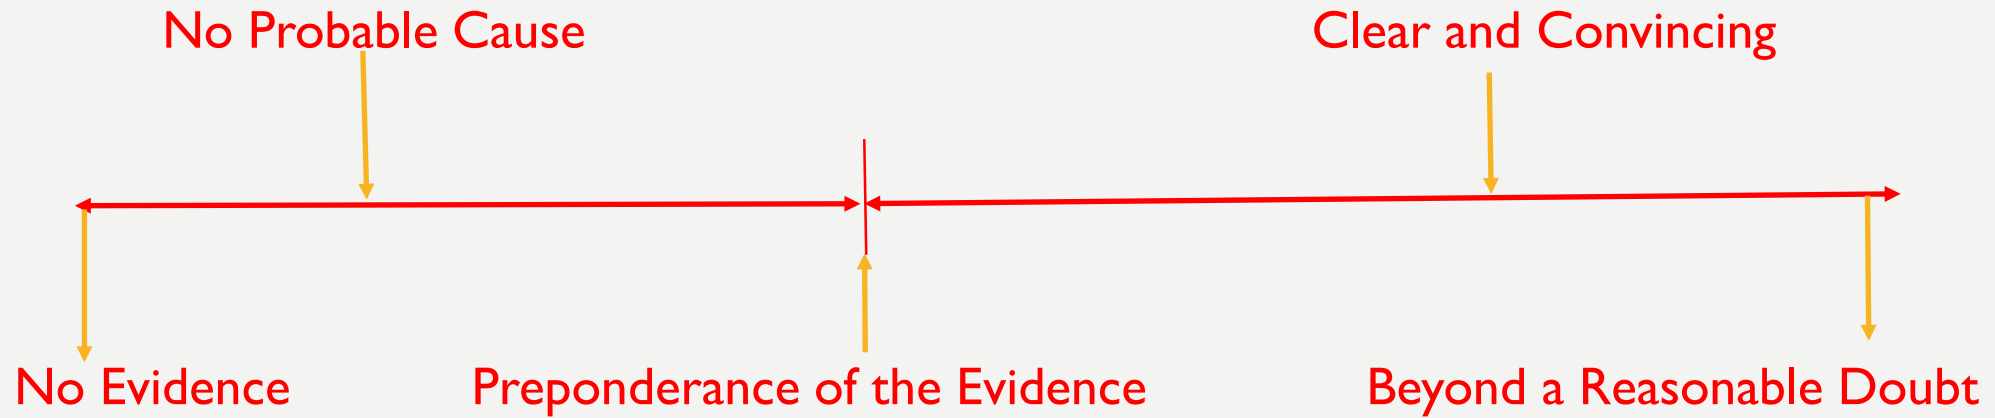 No Probable Cause
Clear and Convincing
No Evidence
Preponderance of the Evidence
Beyond a Reasonable Doubt